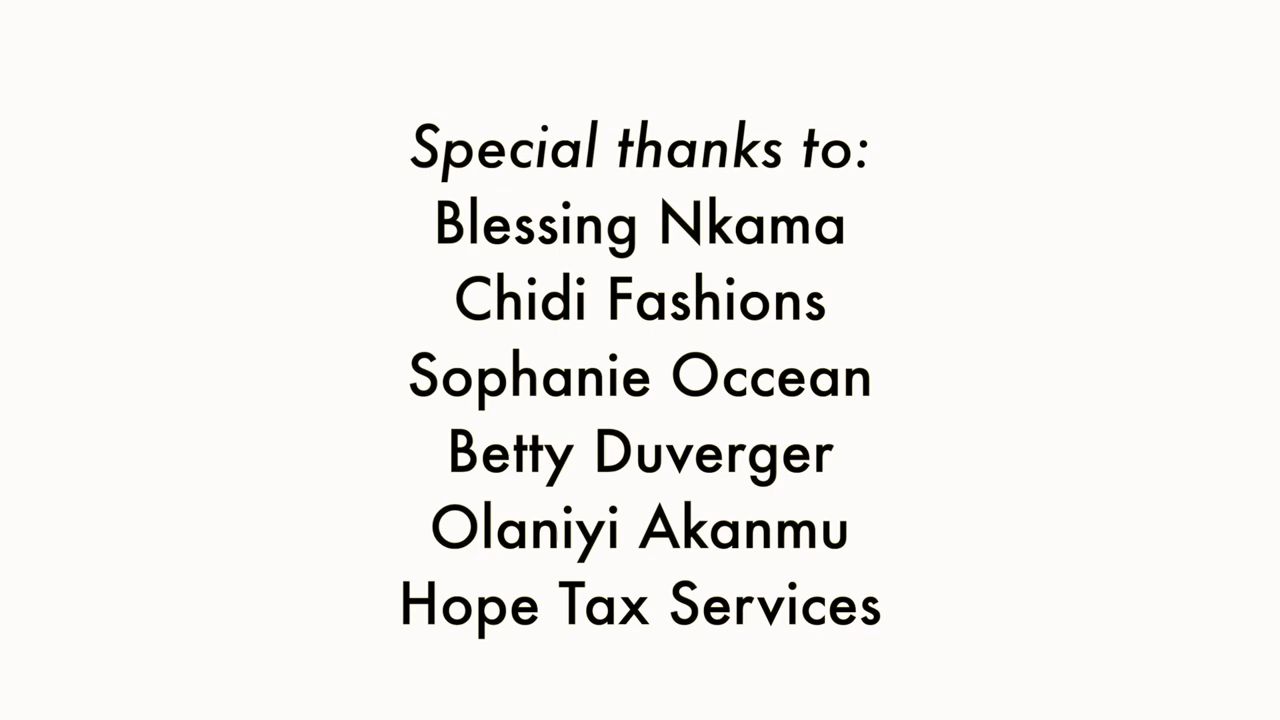 Special thanks to:
Blessing Nkama
Chidi Fashions
Sophanie Occean
Betty Duverger
Olaniyi Akanmu
Hope Tax Services